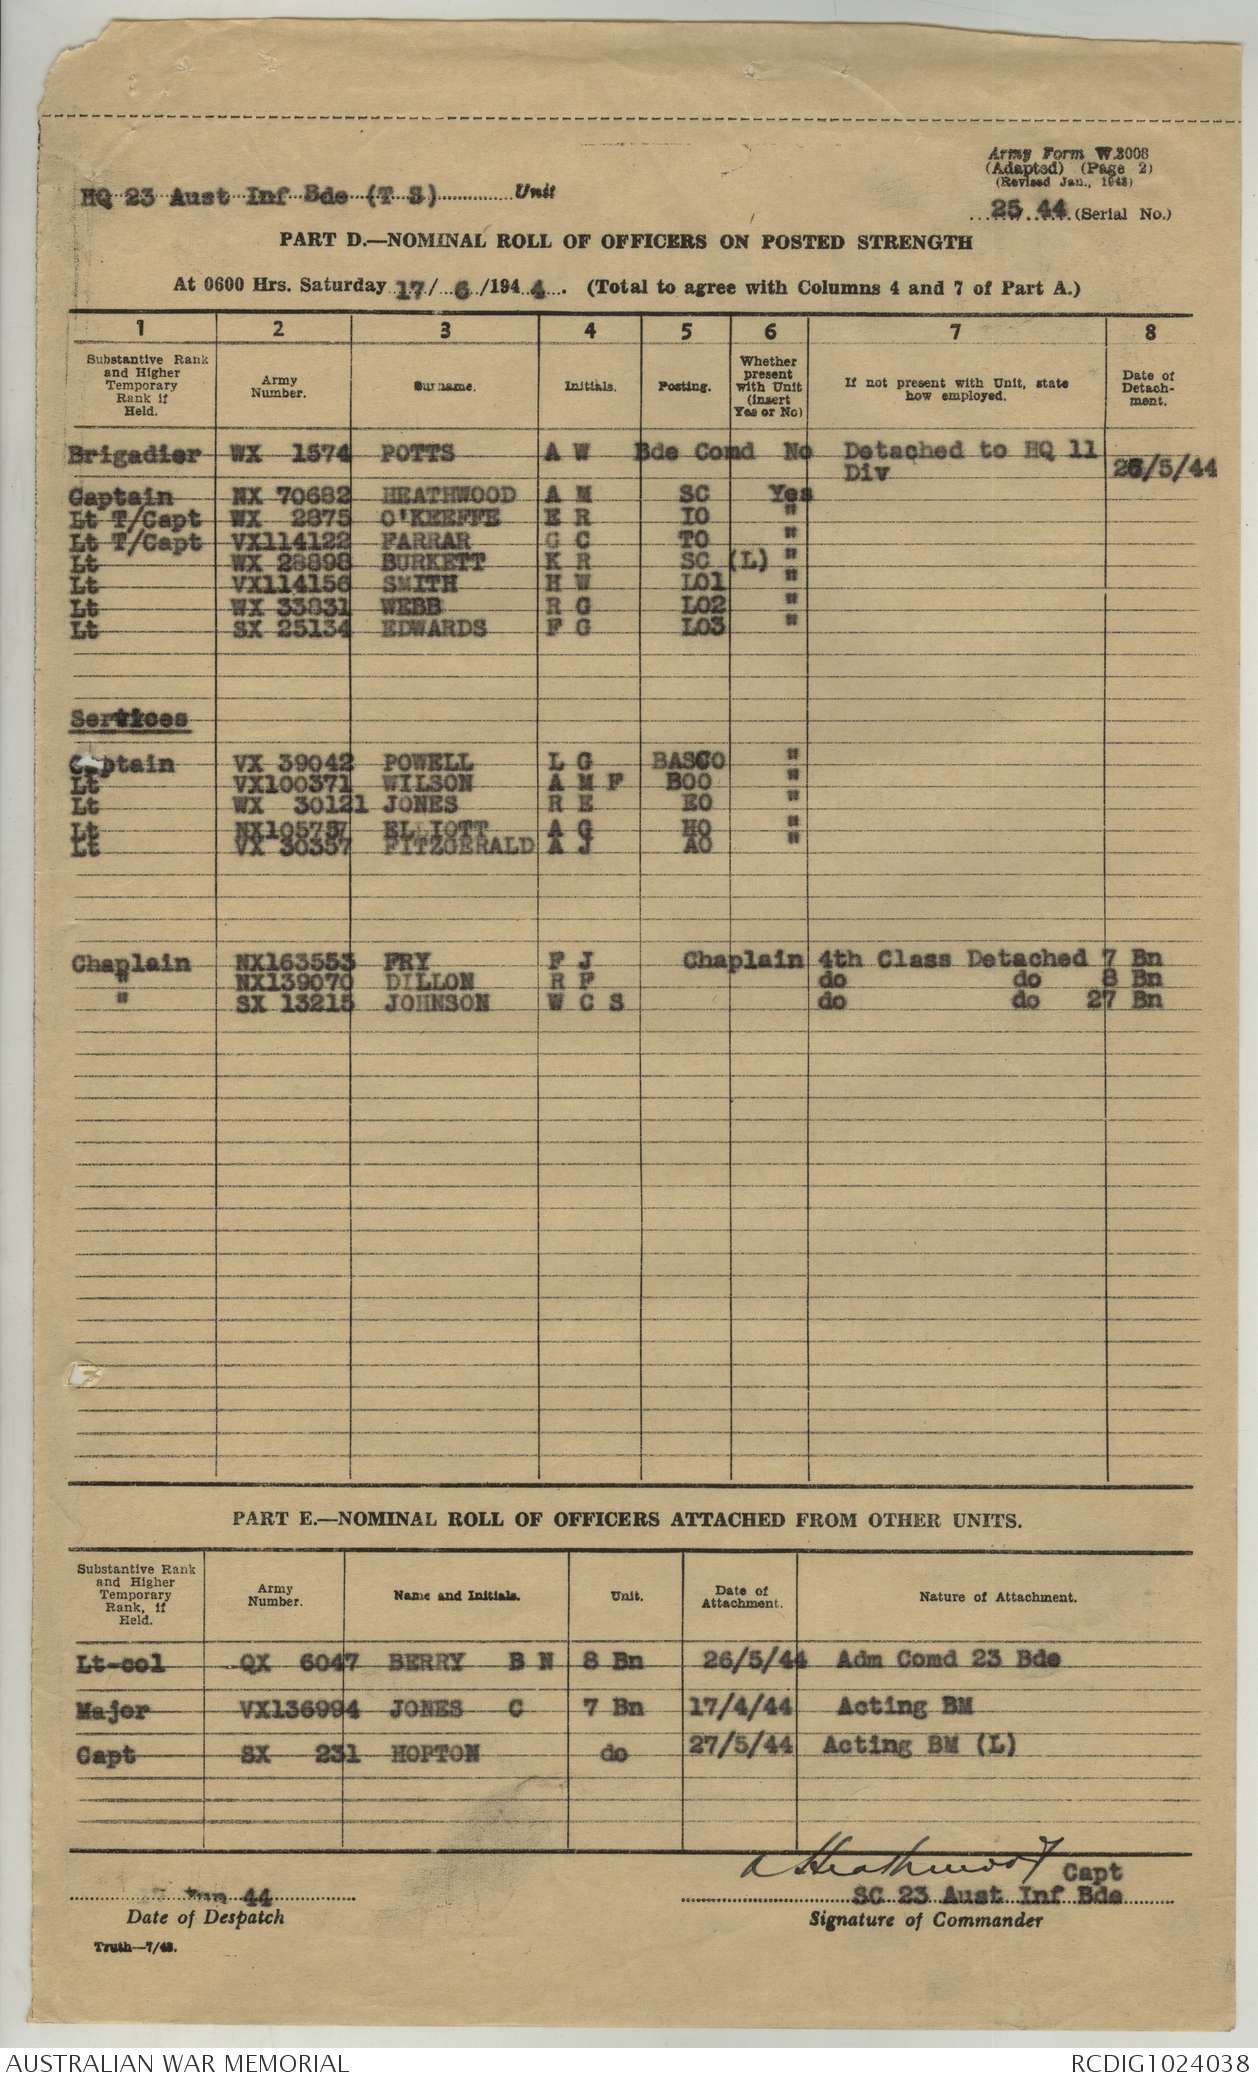 Army Form W.3008
(Adapted) (Page 2)
(Revised Jan., 1943)
HQ 23 Aust Inf Bde (T S) Unit
25 44 (Serial No.)
PART D.—NOMINAL ROLL OF OFFICERS ON POSTED STRENGTH
At 0600 Hrs. Saturday 17/ 6 /194 4 . (Total to agree with Columns 4 and 7 of Part A.)
1 2 3 4 5 6 7 8
Substantive Rank and Higher Temporary Rank if Held. Army Number. Surname. Initials. Posting. Whether present with Unit (insert Yes or No) If not present with Unit, state how employed. Date of Detach-ment.
Brigadier WX 1574 POTTS A W Bde Comd No Detached to HQ 11
Div 26/5/44
Captain NX 70682 HEATHWOOD A M SC Yes
Lt T/Capt WX 2875 O'KEEFFE E R IO "
Lt T/Capt VX114122 FARRAR G C TO "
Lt WX 28898 BURKETT K R SC (L) "
Lt VX114156 SMITH H W LO1 "
Lt WX 33831 WEBB R G LO2 "
Lt SX 25134 EDWARDS F G LO3 "
Services
Captain VX 39042 POWELL L G BASCO "
Lt VX100371 WILSON A M F BOO "
Lt WX 30121 JONES R E EO "
Lt NX105737 ELLIOTT A G HO "
Lt VX 30357 FITZGERALD A J AO "
Chaplain NX163553 FRY F J Chaplain 4th Class Detached 7 Bn
" NX139070 DILLON R F do do 8 Bn
" SX 13215 JOHNSON W C S do do 27 Bn
PART E.—NOMINAL ROLL OF OFFICERS ATTACHED FROM OTHER UNITS.
Substantive Rank and Higher Temporary Rank, if Held. Army Number. Name and Initials. Unit. Date of Attachment. Nature of Attachment.
Lt-col QX 6047 BERRY B N 8 Bn 26/5/44 Adm Comd 23 Bde
Major VX136994 JONES C 7 Bn 17/4/44 Acting BM
Capt SX 231 HOPTON do 27/5/44 Acting BM (L)
A Heathwood Capt
Jun 44 SC 23 Aust Inf Bde
Date of Despatch Signature of Commander
Truth—7/43.
AUSTRALIAN WAR MEMORIAL RCDIG1024038